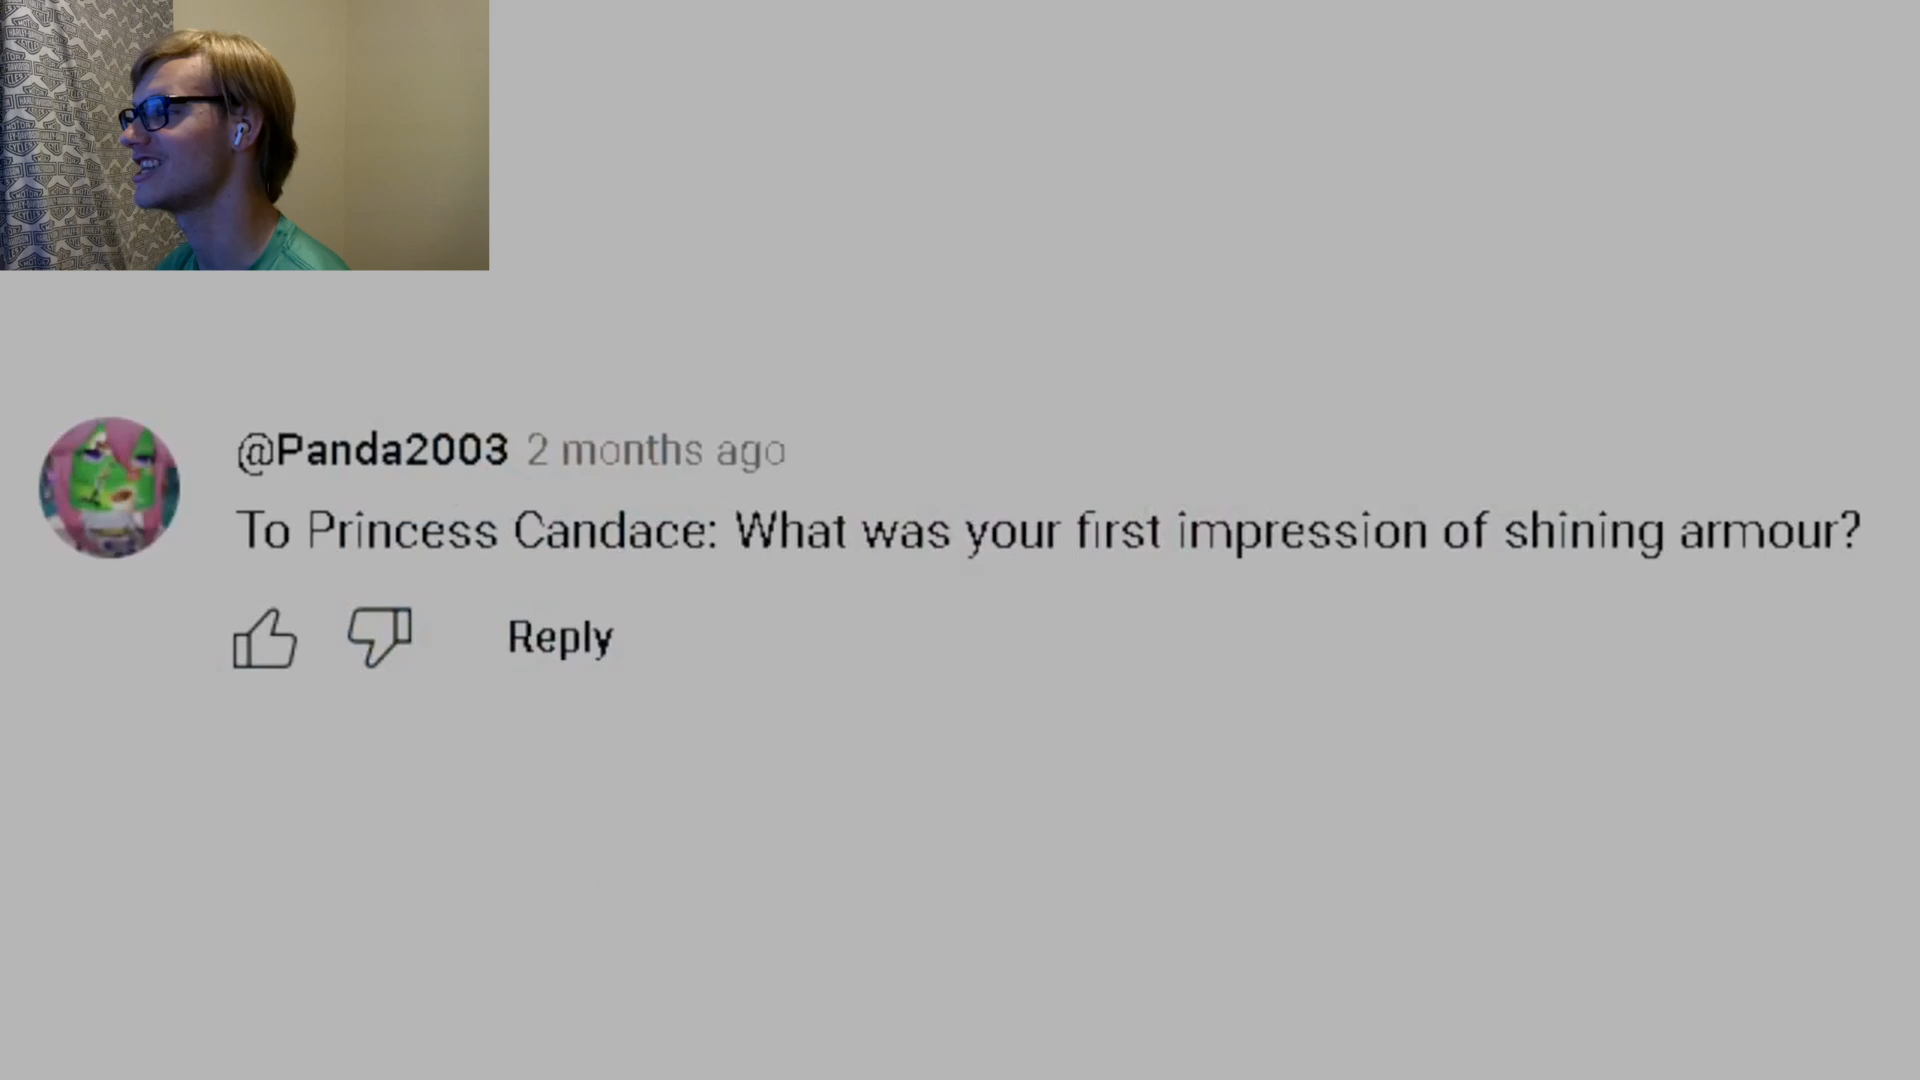 @Panda2003 2 months ago
To Princess Candace: What was your first impression of shining armour?
Reply